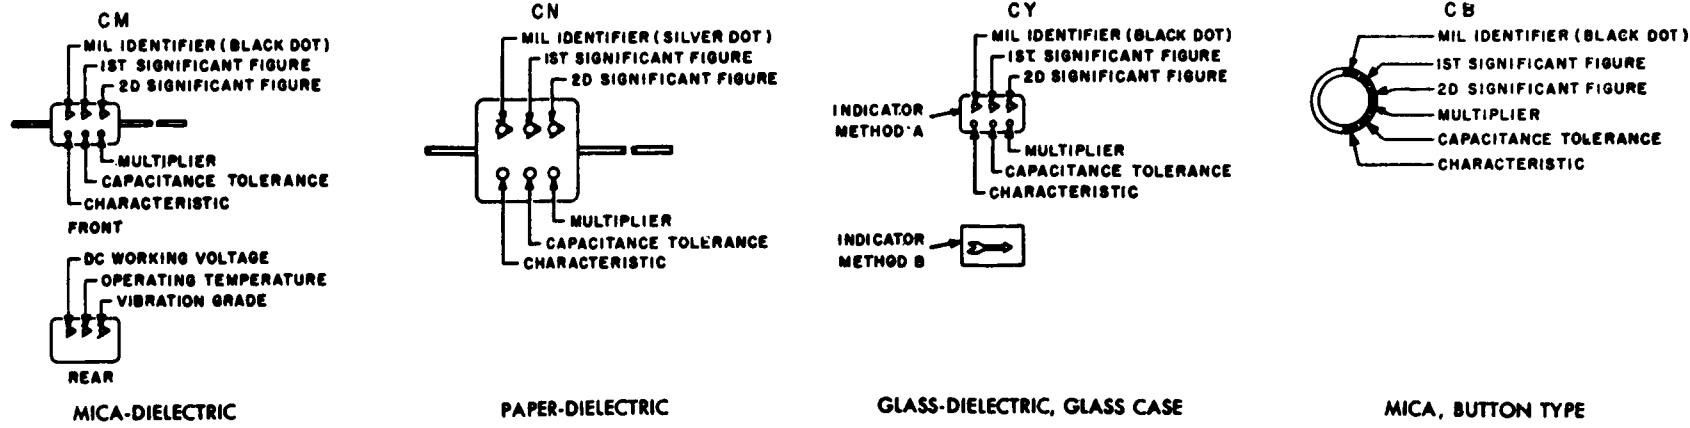 CM
MIL IDENTIFIER (BLACK DOT)
1ST SIGNIFICANT FIGURE
2D SIGNIFICANT FIGURE
MULTIPLIER
CAPACITANCE TOLERANCE
CHARACTERISTIC
FRONT
DC WORKING VOLTAGE
OPERATING TEMPERATURE
VIBRATION GRADE
REAR
MICA-DIELECTRIC
CN
MIL IDENTIFIER (SILVER DOT)
1ST SIGNIFICANT FIGURE
2D SIGNIFICANT FIGURE
MULTIPLIER
CAPACITANCE TOLERANCE
CHARACTERISTIC
PAPER-DIELECTRIC
CY
MIL IDENTIFIER (BLACK DOT)
1ST SIGNIFICANT FIGURE
2D SIGNIFICANT FIGURE
INDICATOR
METHOD A
MULTIPLIER
CAPACITANCE TOLERANCE
CHARACTERISTIC
INDICATOR
METHOD B
GLASS-DIELECTRIC, GLASS CASE
CB
MIL IDENTIFIER (BLACK DOT)
1ST SIGNIFICANT FIGURE
2D SIGNIFICANT FIGURE
MULTIPLIER
CAPACITANCE TOLERANCE
CHARACTERISTIC
MICA, BUTTON TYPE